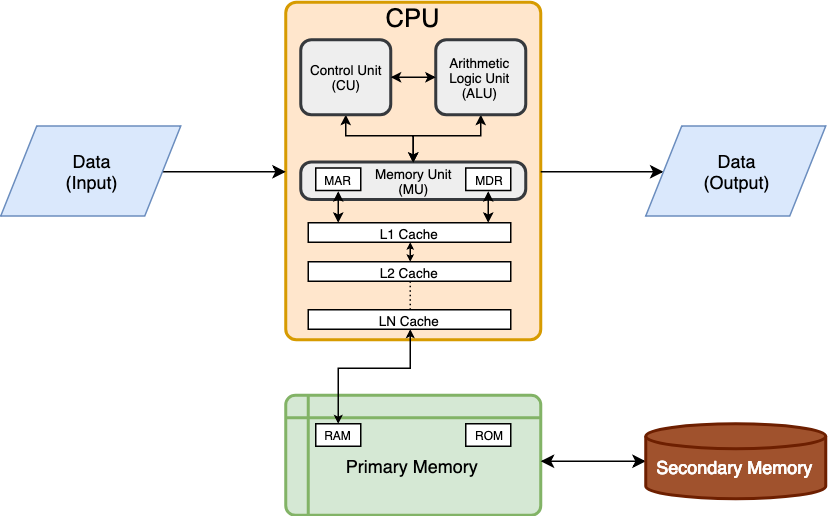 CPU
Control Unit
(CU)
Arithmetic
Logic Unit
(ALU)
Data
(Input)
MAR
Memory Unit
(MU)
MDR
Data
(Output)
L1 Cache
L2 Cache
LN Cache
RAM
ROM
Primary Memory
Secondary Memory